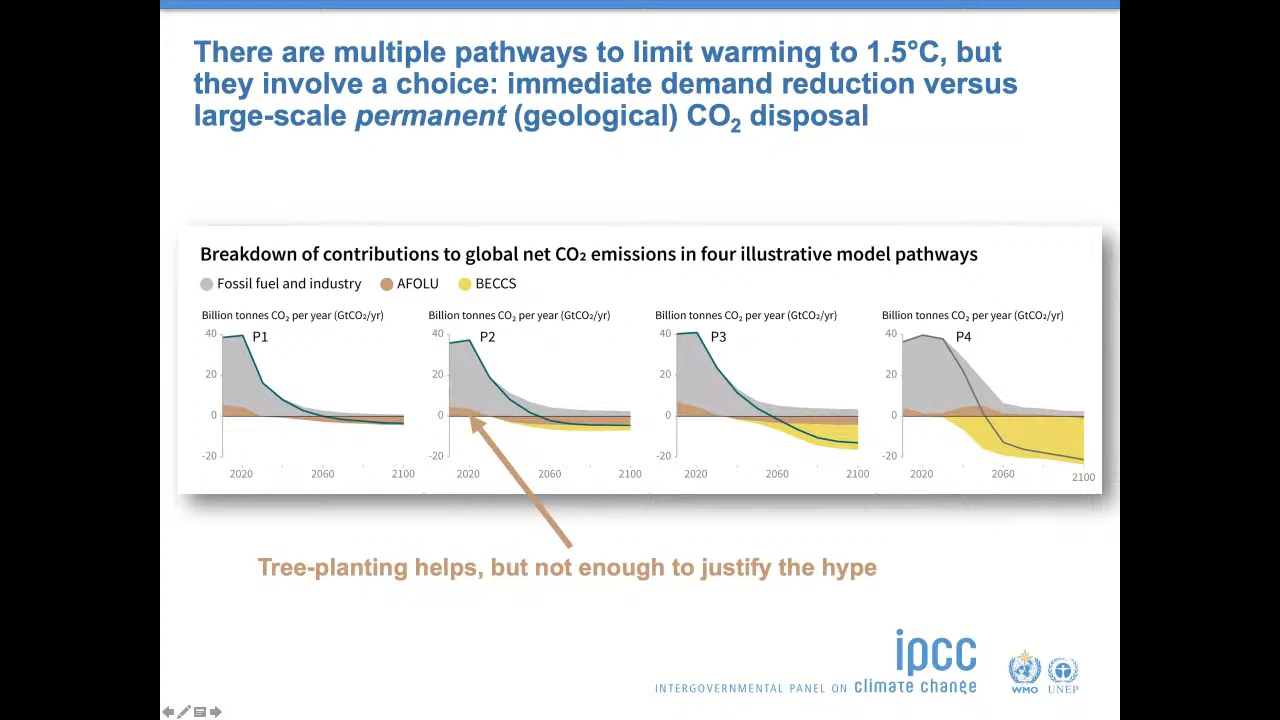 There are multiple pathways to limit warming to 1.5°C, but
they involve a choice: immediate demand reduction versus
large-scale permanent (geological) CO₂ disposal
Breakdown of contributions to global net CO₂ emissions in four illustrative model pathways
Fossil fuel and industry AFOLU BECCS
Billion tonnes CO₂ per year (GtCO₂/yr) Billion tonnes CO₂ per year (GtCO₂/yr) Billion tonnes CO₂ per year (GtCO₂/yr) Billion tonnes CO₂ per year (GtCO₂/yr)
40 P1 40 P2 40 P3 40 P4
20 20 20 20
0 0 0 0
-20 -20 -20 -20
2020 2060 2100 2020 2060 2100 2020 2060 2100 2020 2060 2100
Tree-planting helps, but not enough to justify the hype
ipcc
INTERGOVERNMENTAL PANEL ON climate change
WMO UNEP